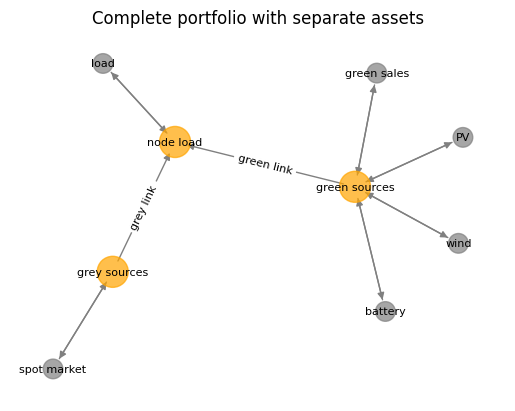 Complete portfolio with separate assets
load
green sales
PV
node load
green link
green sources
grey link
wind
grey sources
battery
spot market